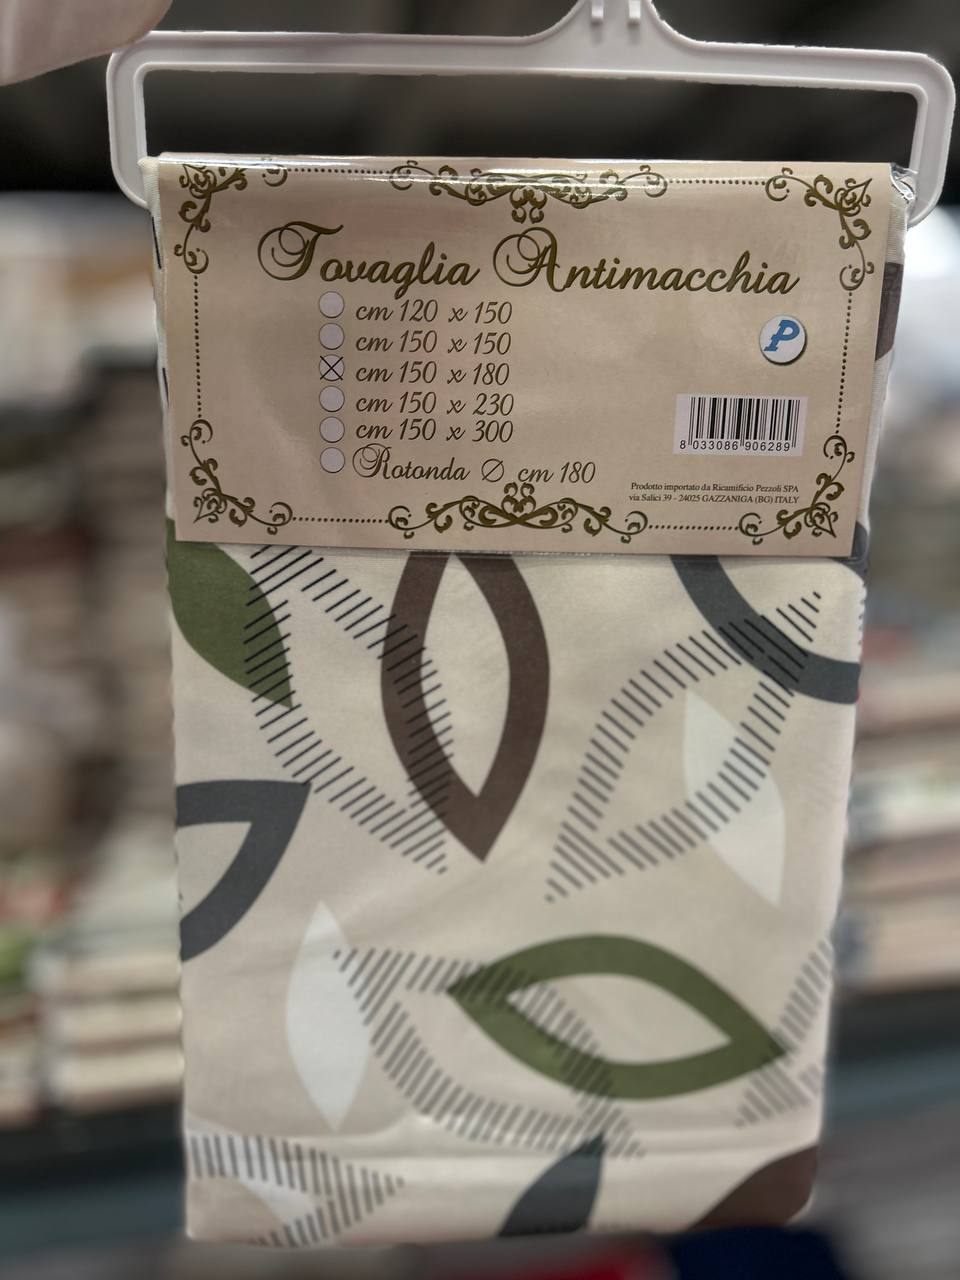 Tovaglia Antimacchia
cm 120 x 150
cm 150 x 150
cm 150 x 180
cm 150 x 230
cm 150 x 300
Rotonda Ø cm 180
P
8 033086 906289
Prodotto importato da Ricamificio Pezzoli SPA
via Salici 39 - 24025 GAZZANIGA (BG) ITALY